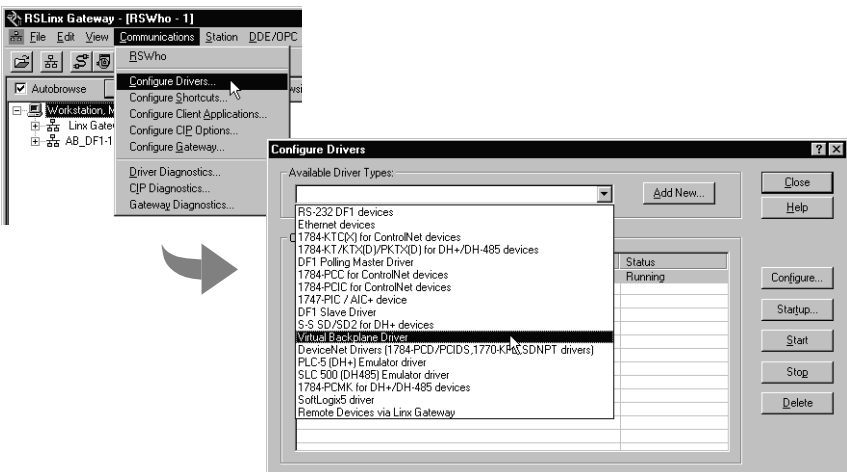 RSLinx Gateway - [RSWho - 1]
File Edit View Communications Station DDE/OPC
RSWho
Configure Drivers...
Configure Shortcuts...
Configure Client Applications...
Configure CIP Options...
Configure Gateway...
Driver Diagnostics...
CIP Diagnostics...
Gateway Diagnostics...
Autobrowse
Workstation,
Linx
AB_DF1-1
Configure Drivers
Available Driver Types:
Add New...
Close
Help
RS-232 DF1 devices
Ethernet devices
1784-KTC(X) for ControlNet devices
1784-KT/KTX(D)/PKTX(D) for DH+/DH-485 devices
DF1 Polling Master Driver
1784-PCC for ControlNet devices
1784-PCIC for ControlNet devices
1747-PIC / AIC+ device
DF1 Slave Driver
S-S SD/SD2 for DH+ devices
Virtual Backplane Driver
DeviceNet Drivers (1784-PCD/PCIDS,1770-KFD,SDNPT drivers)
PLC-5 (DH+) Emulator driver
SLC 500 (DH485) Emulator driver
1784-PCMK for DH+/DH-485 devices
SoftLogix5 driver
Remote Devices via Linx Gateway
Status
Running
Configure...
Startup...
Start
Stop
Delete